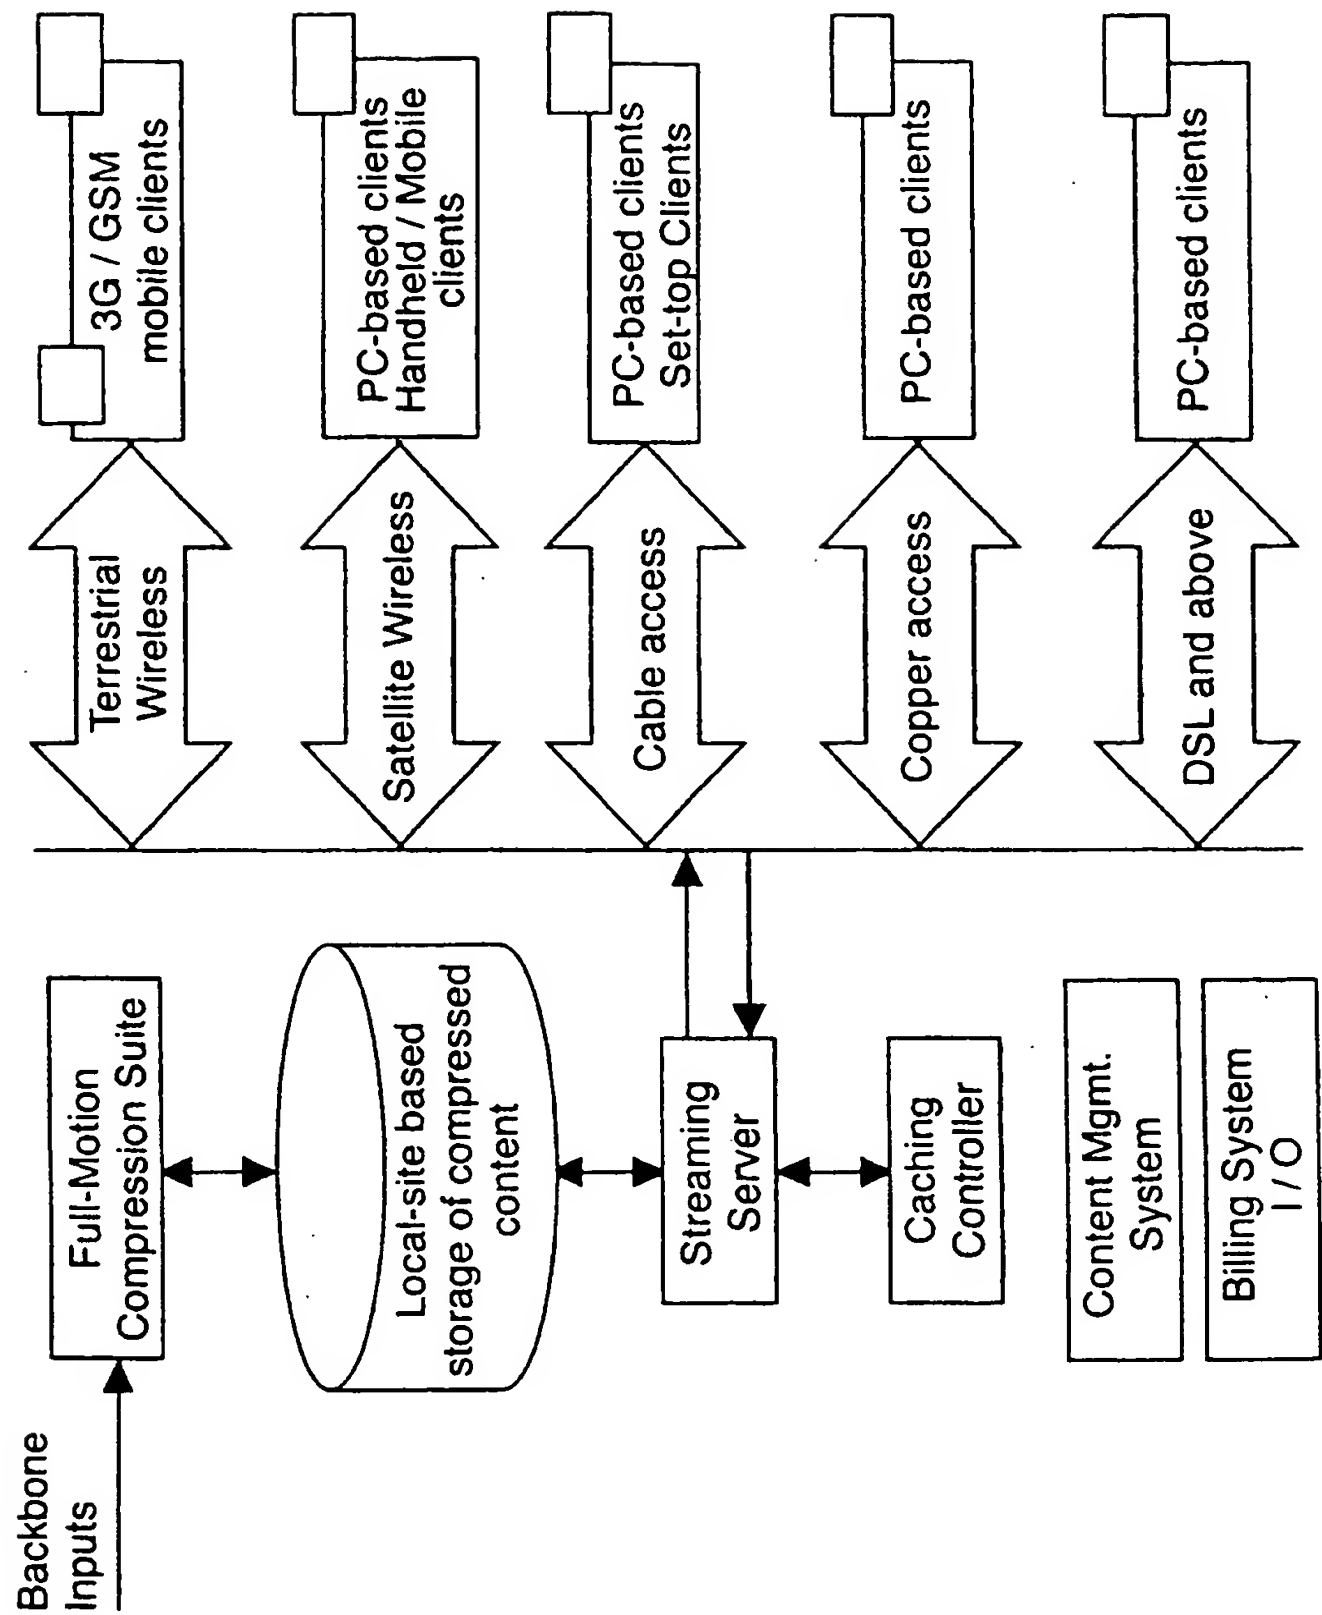 Backbone
Inputs
Full-Motion
Compression Suite
Local-site based
storage of compressed
content
Streaming
Server
Caching
Controller
Content Mgmt.
System
Billing System
I / O
Terrestrial
Wireless
Satellite Wireless
Cable access
Copper access
DSL and above
3G / GSM
mobile clients
PC-based clients
Handheld / Mobile
clients
PC-based clients
Set-top Clients
PC-based clients
PC-based clients